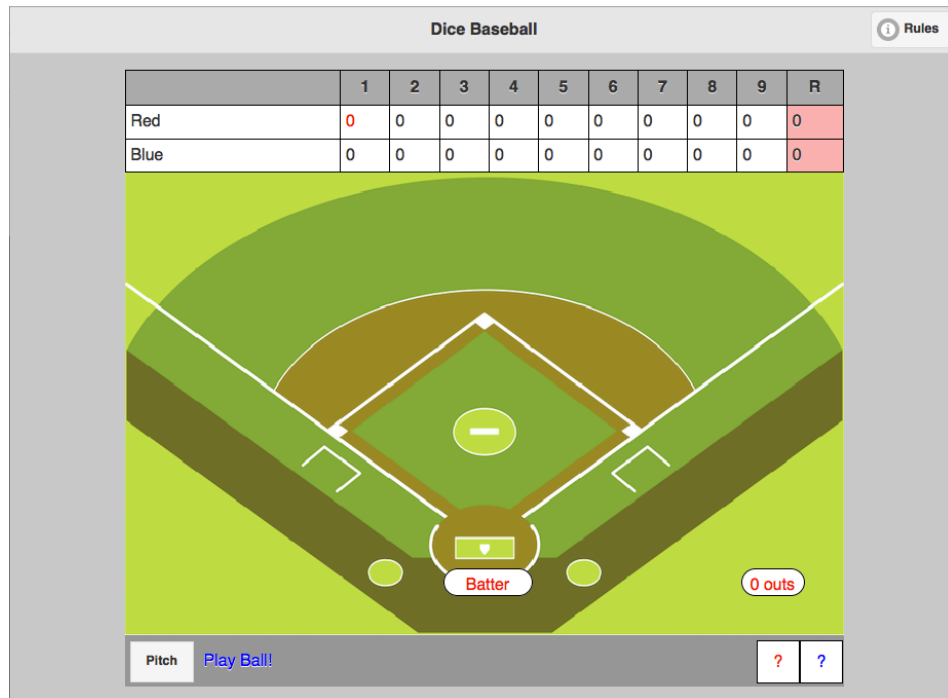 Dice Baseball
Rules
1 2 3 4 5 6 7 8 9 R
Red 0 0 0 0 0 0 0 0 0 0
Blue 0 0 0 0 0 0 0 0 0 0
Batter
0 outs
Pitch Play Ball! ? ?